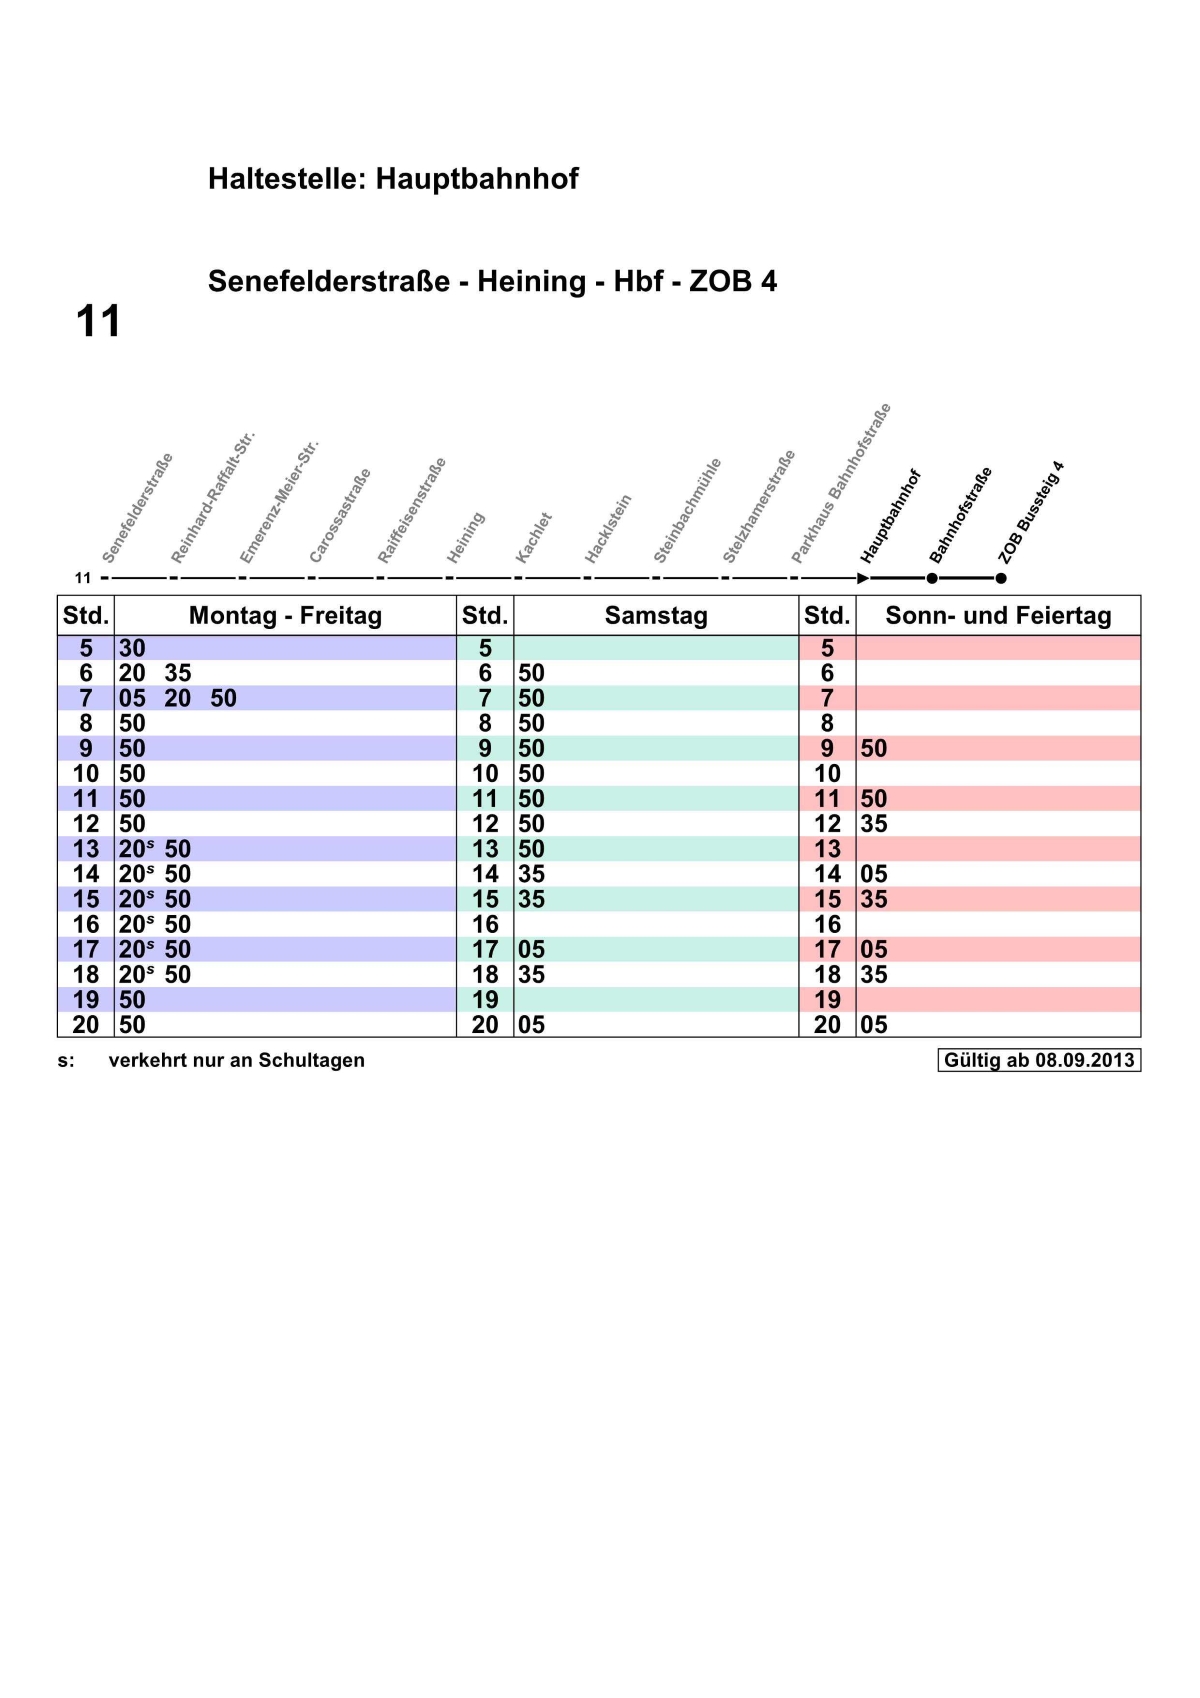 Haltestelle: Hauptbahnhof
Senefelderstraße - Heining - Hbf - ZOB 4
11
Senefelderstraße
Reinhard-Raffalt-Str.
Emerenz-Meier-Str.
Carossastraße
Raiffeisenstraße
Heining
Kachlet
Hacklstein
Steinbachmühle
Stelzhamerstraße
Parkhaus Bahnhofstraße
Hauptbahnhof
Bahnhofstraße
ZOB Bussteig 4
11
Std. Montag - Freitag Std. Samstag Std. Sonn- und Feiertag
5 30 5 5
6 20 35 6 50 6
7 05 20 50 7 50 7
8 50 8 50 8
9 50 9 50 9 50
10 50 10 50 10
11 50 11 50 11 50
12 50 12 50 12 35
13 20s 50 13 50 13
14 20s 50 14 35 14 05
15 20s 50 15 35 15 35
16 20s 50 16 16
17 20s 50 17 05 17 05
18 20s 50 18 35 18 35
19 50 19 19
20 50 20 05 20 05
s: verkehrt nur an Schultagen Gültig ab 08.09.2013